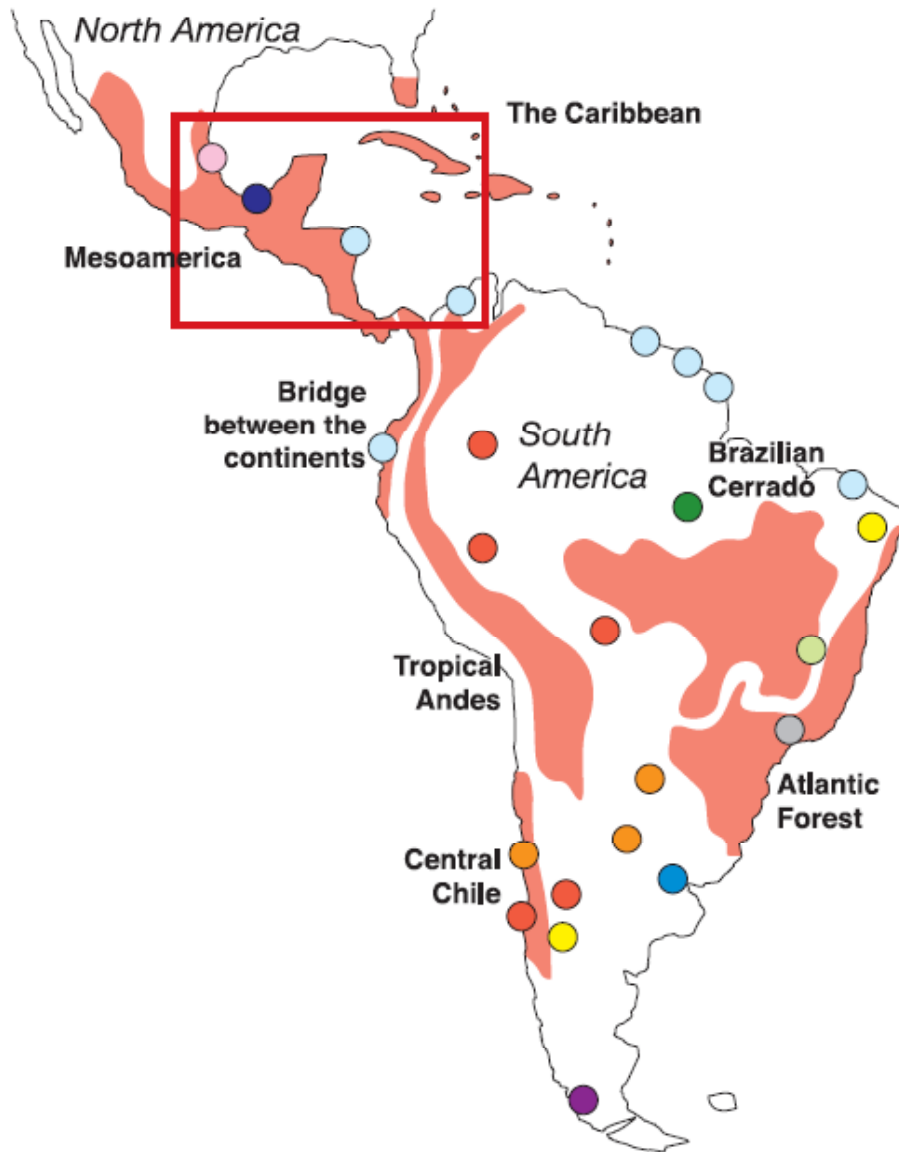 North America
The Caribbean
Mesoamerica
Bridge
between the
continents
South
America
Brazilian
Cerrado
Tropical
Andes
Atlantic
Forest
Central
Chile